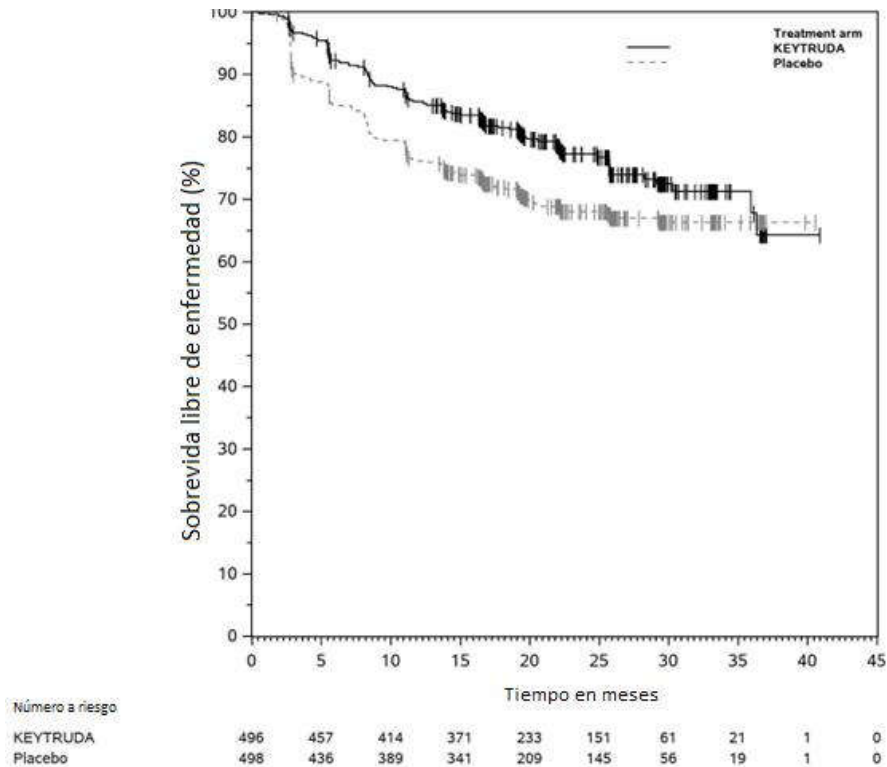 Treatment arm
KEYTRUDA
Placebo
Sobrevida libre de enfermedad (%)
100
90
80
70
60
50
40
30
20
10
0
0 5 10 15 20 25 30 35 40 45
Tiempo en meses
Número a riesgo
KEYTRUDA 496 457 414 371 233 151 61 21 1 0
Placebo 498 436 389 341 209 145 56 19 1 0